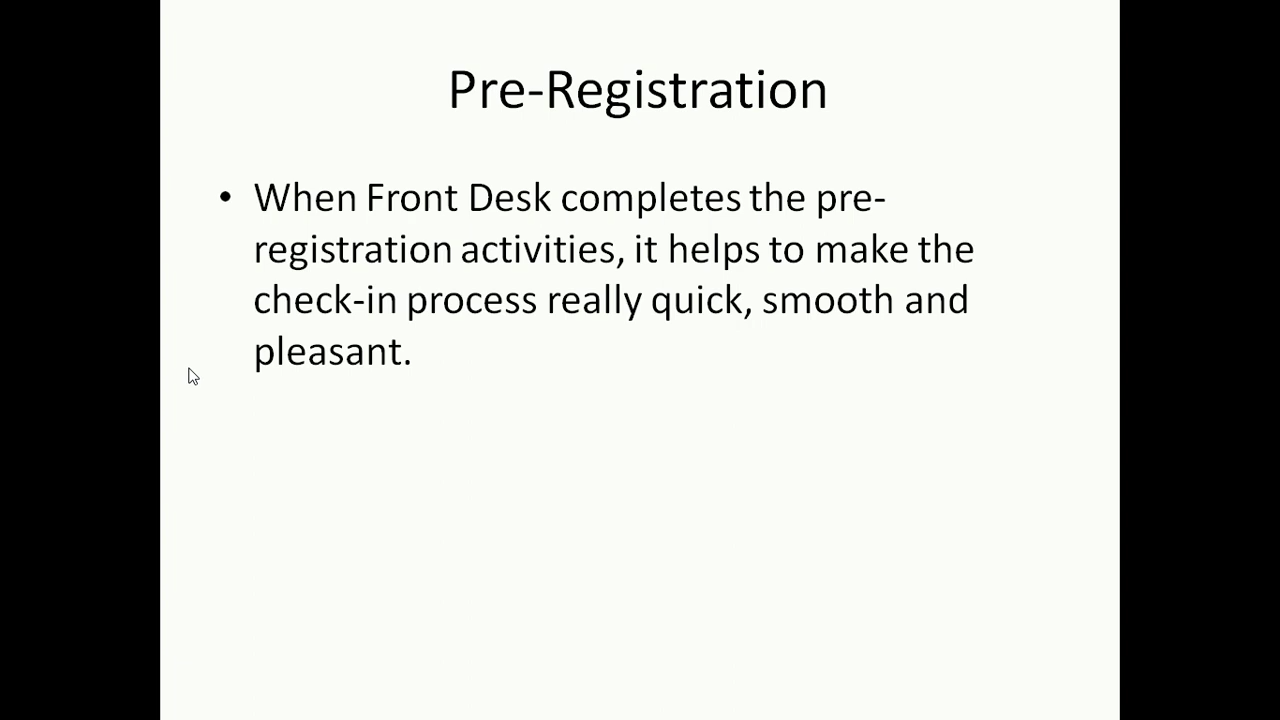 Pre-Registration
• When Front Desk completes the pre-
registration activities, it helps to make the
check-in process really quick, smooth and
pleasant.